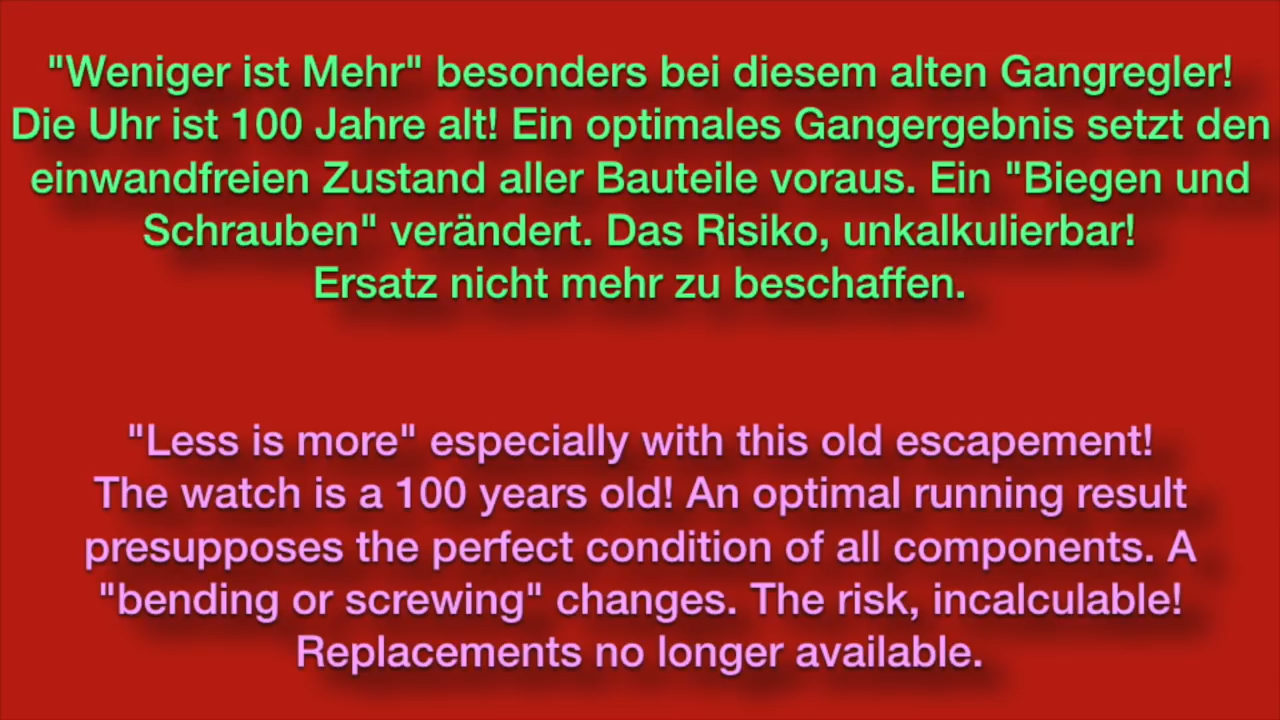 "Weniger ist Mehr" besonders bei diesem alten Gangregler!
Die Uhr ist 100 Jahre alt! Ein optimales Gangergebnis setzt den
einwandfreien Zustand aller Bauteile voraus. Ein "Biegen und
Schrauben" verändert. Das Risiko, unkalkulierbar!
Ersatz nicht mehr zu beschaffen.
"Less is more" especially with this old escapement!
The watch is a 100 years old! An optimal running result
presupposes the perfect condition of all components. A
"bending or screwing" changes. The risk, incalculable!
Replacements no longer available.